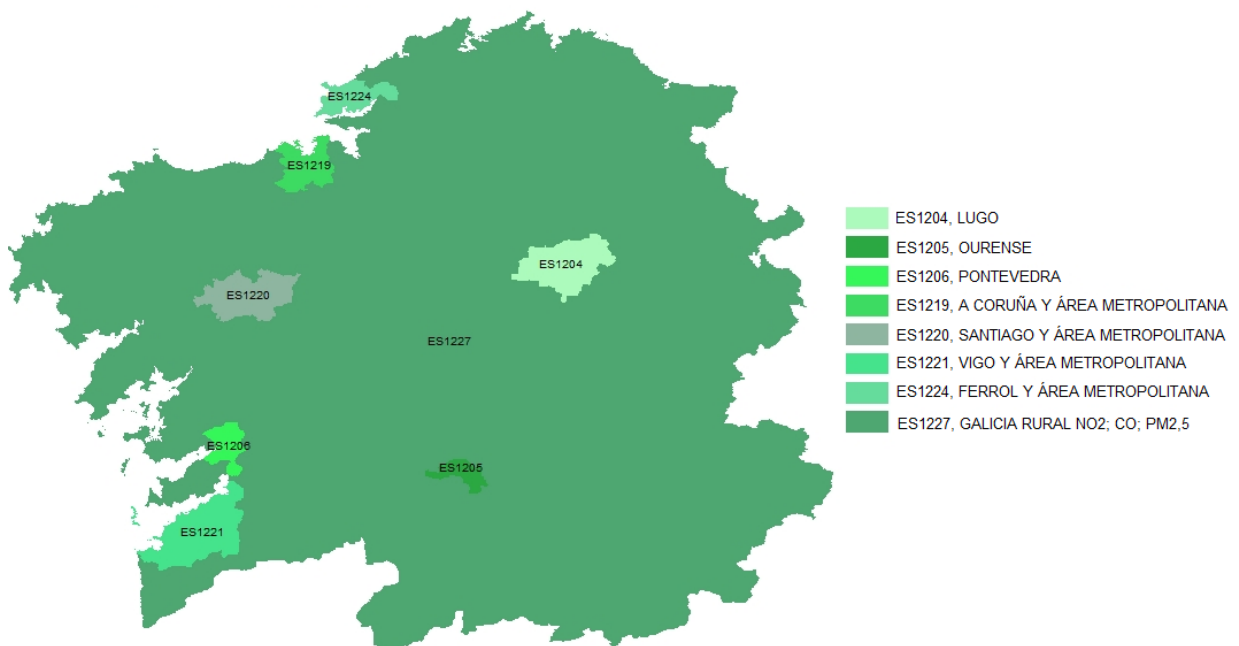 ES1224
ES1219
ES1204
ES1220
ES1227
ES1206
ES1205
ES1221
ES1204, LUGO
ES1205, OURENSE
ES1206, PONTEVEDRA
ES1219, A CORUÑA Y ÁREA METROPOLITANA
ES1220, SANTIAGO Y ÁREA METROPOLITANA
ES1221, VIGO Y ÁREA METROPOLITANA
ES1224, FERROL Y ÁREA METROPOLITANA
ES1227, GALICIA RURAL NO2; CO; PM2,5